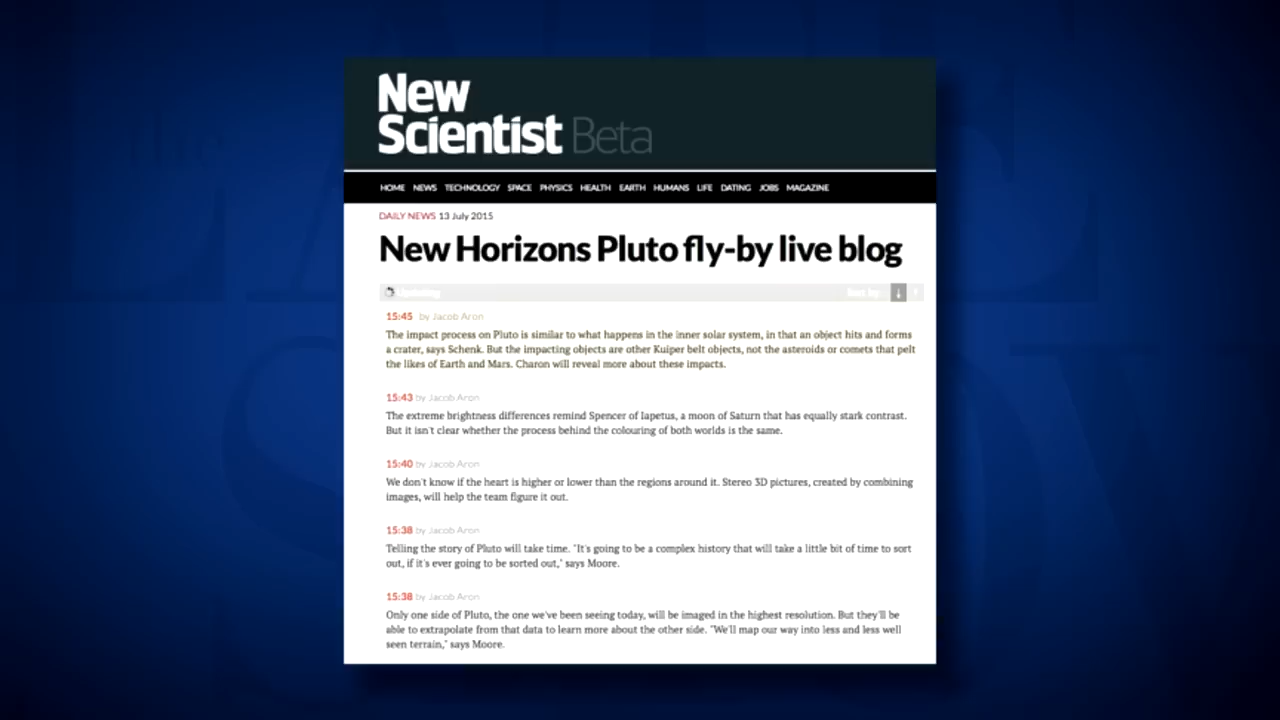 New
Scientist Beta
HOME NEWS TECHNOLOGY SPACE PHYSICS HEALTH EARTH HUMANS LIFE DATING JOBS MAGAZINE
DAILY NEWS 13 July 2015
New Horizons Pluto fly-by live blog
15:45 by Jacob Aron
The impact process on Pluto is similar to what happens in the inner solar system, in that an object hits and forms
a crater, says Schenk. But the impacting objects are other Kuiper belt objects, not the asteroids or comets that pelt
the likes of Earth and Mars. Charon will reveal more about these impacts.
15:43 by Jacob Aron
The extreme brightness differences remind Spencer of Iapetus, a moon of Saturn that has equally stark contrast.
But it isn't clear whether the process behind the colouring of both worlds is the same.
15:40 by Jacob Aron
We don't know if the heart is higher or lower than the regions around it. Stereo 3D pictures, created by combining
images, will help the team figure it out.
15:38 by Jacob Aron
Telling the story of Pluto will take time. "It's going to be a complex history that will take a little bit of time to sort
out, if it's ever going to be sorted out," says Moore.
15:38 by Jacob Aron
Only one side of Pluto, the one we've been seeing today, will be imaged in the highest resolution. But they'll be
able to extrapolate from that data to learn more about the other side. "We'll map our way into less and less well
seen terrain," says Moore.